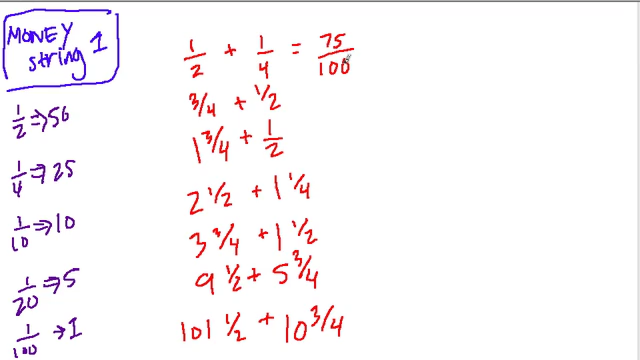 MONEY
string 1
1/2 ⇒ 50
1/4 ⇒ 25
1/10 ⇒ 10
1/20 ⇒ 5
1/100 → 1
1/2 + 1/4 = 75/100
3/4 + 1/2
1 3/4 + 1/2
2 1/2 + 1 1/4
3 3/4 + 1 1/2
9 1/2 + 5 3/4
101 1/2 + 10 3/4